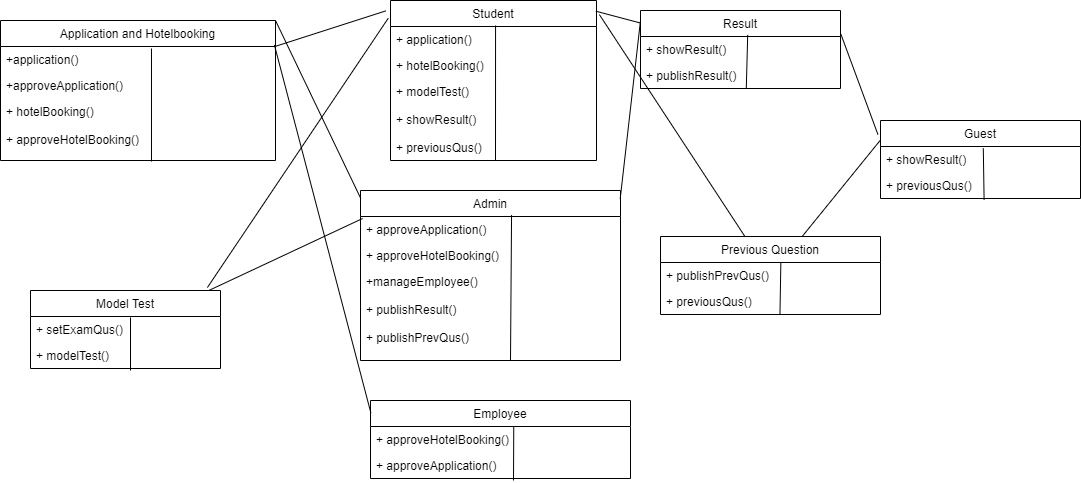 Application and Hotelbooking
+application()
+approveApplication()
+ hotelBooking()
+ approveHotelBooking()
Student
+ application()
+ hotelBooking()
+ modelTest()
+ showResult()
+ previousQus()
Result
+ showResult()
+ publishResult()
Guest
+ showResult()
+ previousQus()
Admin
+ approveApplication()
+ approveHotelBooking()
+manageEmployee()
+ publishResult()
+ publishPrevQus()
Previous Question
+ publishPrevQus()
+ previousQus()
Model Test
+ setExamQus()
+ modelTest()
Employee
+ approveHotelBooking()
+ approveApplication()